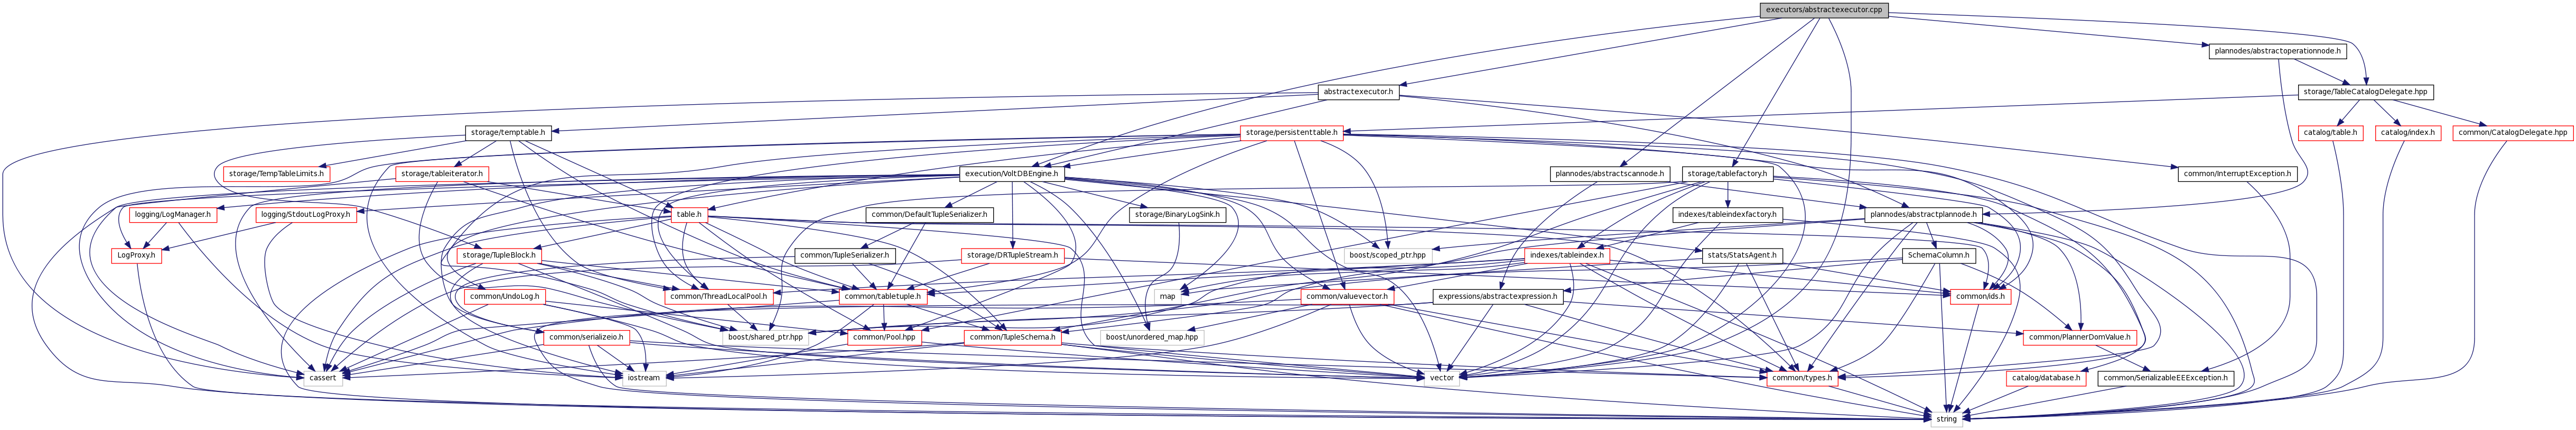 executors/abstractexecutor.cpp
plannodes/abstractoperationnode.h
abstractexecutor.h
storage/TableCatalogDelegate.hpp
storage/temptable.h
storage/persistenttable.h
catalog/table.h
catalog/index.h
common/CatalogDelegate.hpp
storage/TempTableLimits.h
storage/tableiterator.h
execution/VoltDBEngine.h
plannodes/abstractscannode.h
storage/tablefactory.h
common/InterruptException.h
logging/LogManager.h
logging/StdoutLogProxy.h
table.h
common/DefaultTupleSerializer.h
storage/BinaryLogSink.h
indexes/tableindexfactory.h
plannodes/abstractplannode.h
LogProxy.h
storage/TupleBlock.h
common/TupleSerializer.h
storage/DRTupleStream.h
boost/scoped_ptr.hpp
indexes/tableindex.h
stats/StatsAgent.h
SchemaColumn.h
common/UndoLog.h
common/ThreadLocalPool.h
common/tabletuple.h
map
common/valuevector.h
expressions/abstractexpression.h
common/ids.h
common/serializeio.h
boost/shared_ptr.hpp
common/Pool.hpp
common/TupleSchema.h
boost/unordered_map.hpp
common/PlannerDomValue.h
cassert
iostream
vector
common/types.h
catalog/database.h
common/SerializableEEException.h
string